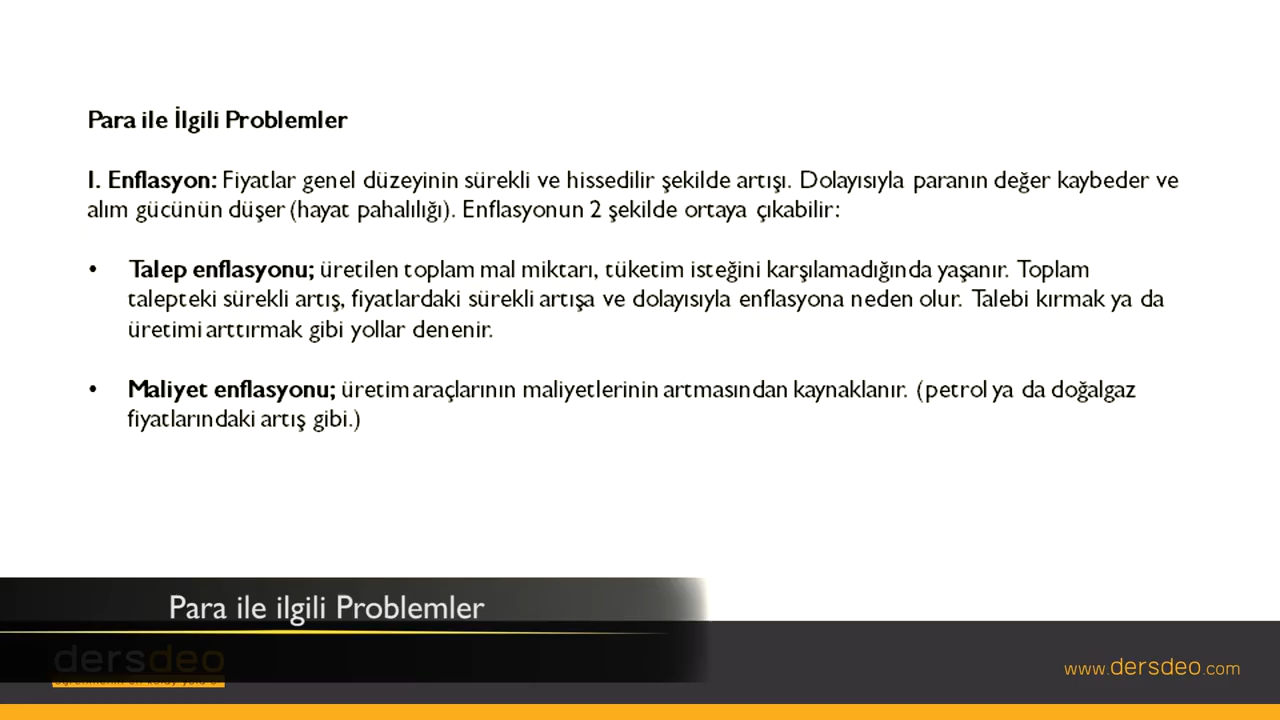 Para ile İlgili Problemler
1. Enflasyon: Fiyatlar genel düzeyinin sürekli ve hissedilir şekilde artışı. Dolayısıyla paranın değer kaybeder ve
alım gücünün düşer (hayat pahalılığı). Enflasyonun 2 şekilde ortaya çıkabilir:
• Talep enflasyonu; üretilen toplam mal miktarı, tüketim isteğini karşılamadığında yaşanır. Toplam
talepteki sürekli artış, fiyatlardaki sürekli artışa ve dolayısıyla enflasyona neden olur. Talebi kırmak ya da
üretimi arttırmak gibi yollar denenir.
• Maliyet enflasyonu; üretim araçlarının maliyetlerinin artmasından kaynaklanır. (petrol ya da doğalgaz
fiyatlarındaki artış gibi.)
Para ile ilgili Problemler
dersdeo
www.dersdeo.com